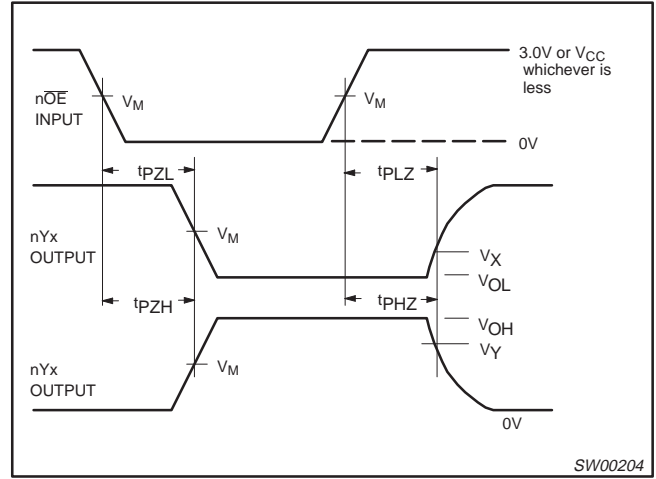 3.0V or VCC
whichever is
less
nOE
INPUT
VM
VM
0V
tPZL
tPLZ
nYx
OUTPUT
VM
VX
VOL
tPZH
tPHZ
VOH
VY
nYx
OUTPUT
VM
0V
SW00204